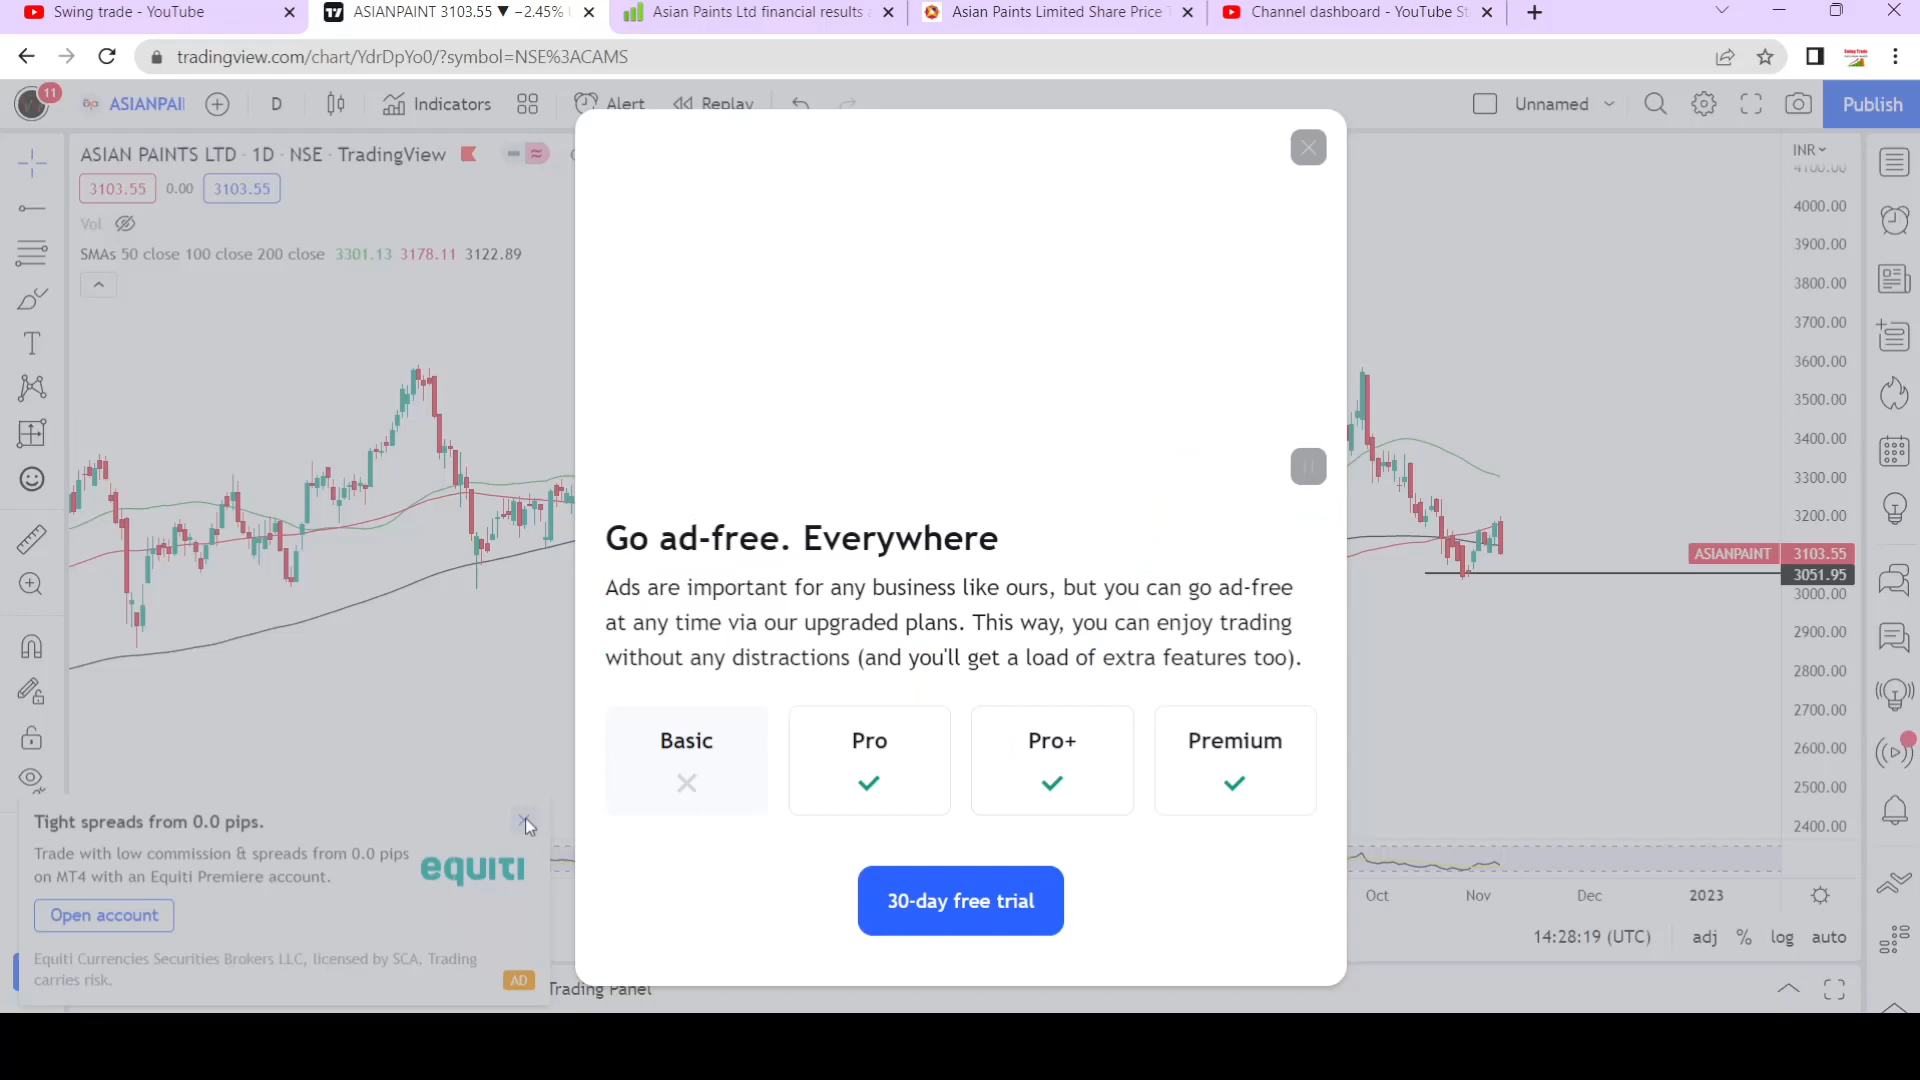 Swing trade - YouTube
ASIANPAINT 3103.55 ▼ −2.45%
Asian Paints Ltd financial results
Asian Paints Limited Share Price
Channel dashboard - YouTube St
tradingview.com/chart/YdrDpYo0/?symbol=NSE%3ACAMS
11
ASIANPAI
D
Indicators
Alert
Replay
Unnamed
Publish
ASIAN PAINTS LTD · 1D · NSE · TradingView
3103.55
0.00
3103.55
Vol
SMAs 50 close 100 close 200 close 3301.13 3178.11 3122.89
INR
4100.00
4000.00
3900.00
3800.00
3700.00
3600.00
3500.00
3400.00
3300.00
3200.00
ASIANPAINT 3103.55
3051.95
3000.00
2900.00
2800.00
2700.00
2600.00
2500.00
2400.00
Go ad-free. Everywhere
Ads are important for any business like ours, but you can go ad-free
at any time via our upgraded plans. This way, you can enjoy trading
without any distractions (and you'll get a load of extra features too).
Basic
Pro
Pro+
Premium
30-day free trial
Tight spreads from 0.0 pips.
Trade with low commission & spreads from 0.0 pips
on MT4 with an Equiti Premiere account.
equiti
Open account
Equiti Currencies Securities Brokers LLC, licensed by SCA. Trading
carries risk.
AD
Oct
Nov
Dec
2023
14:28:19 (UTC)
adj
%
log
auto
Trading Panel